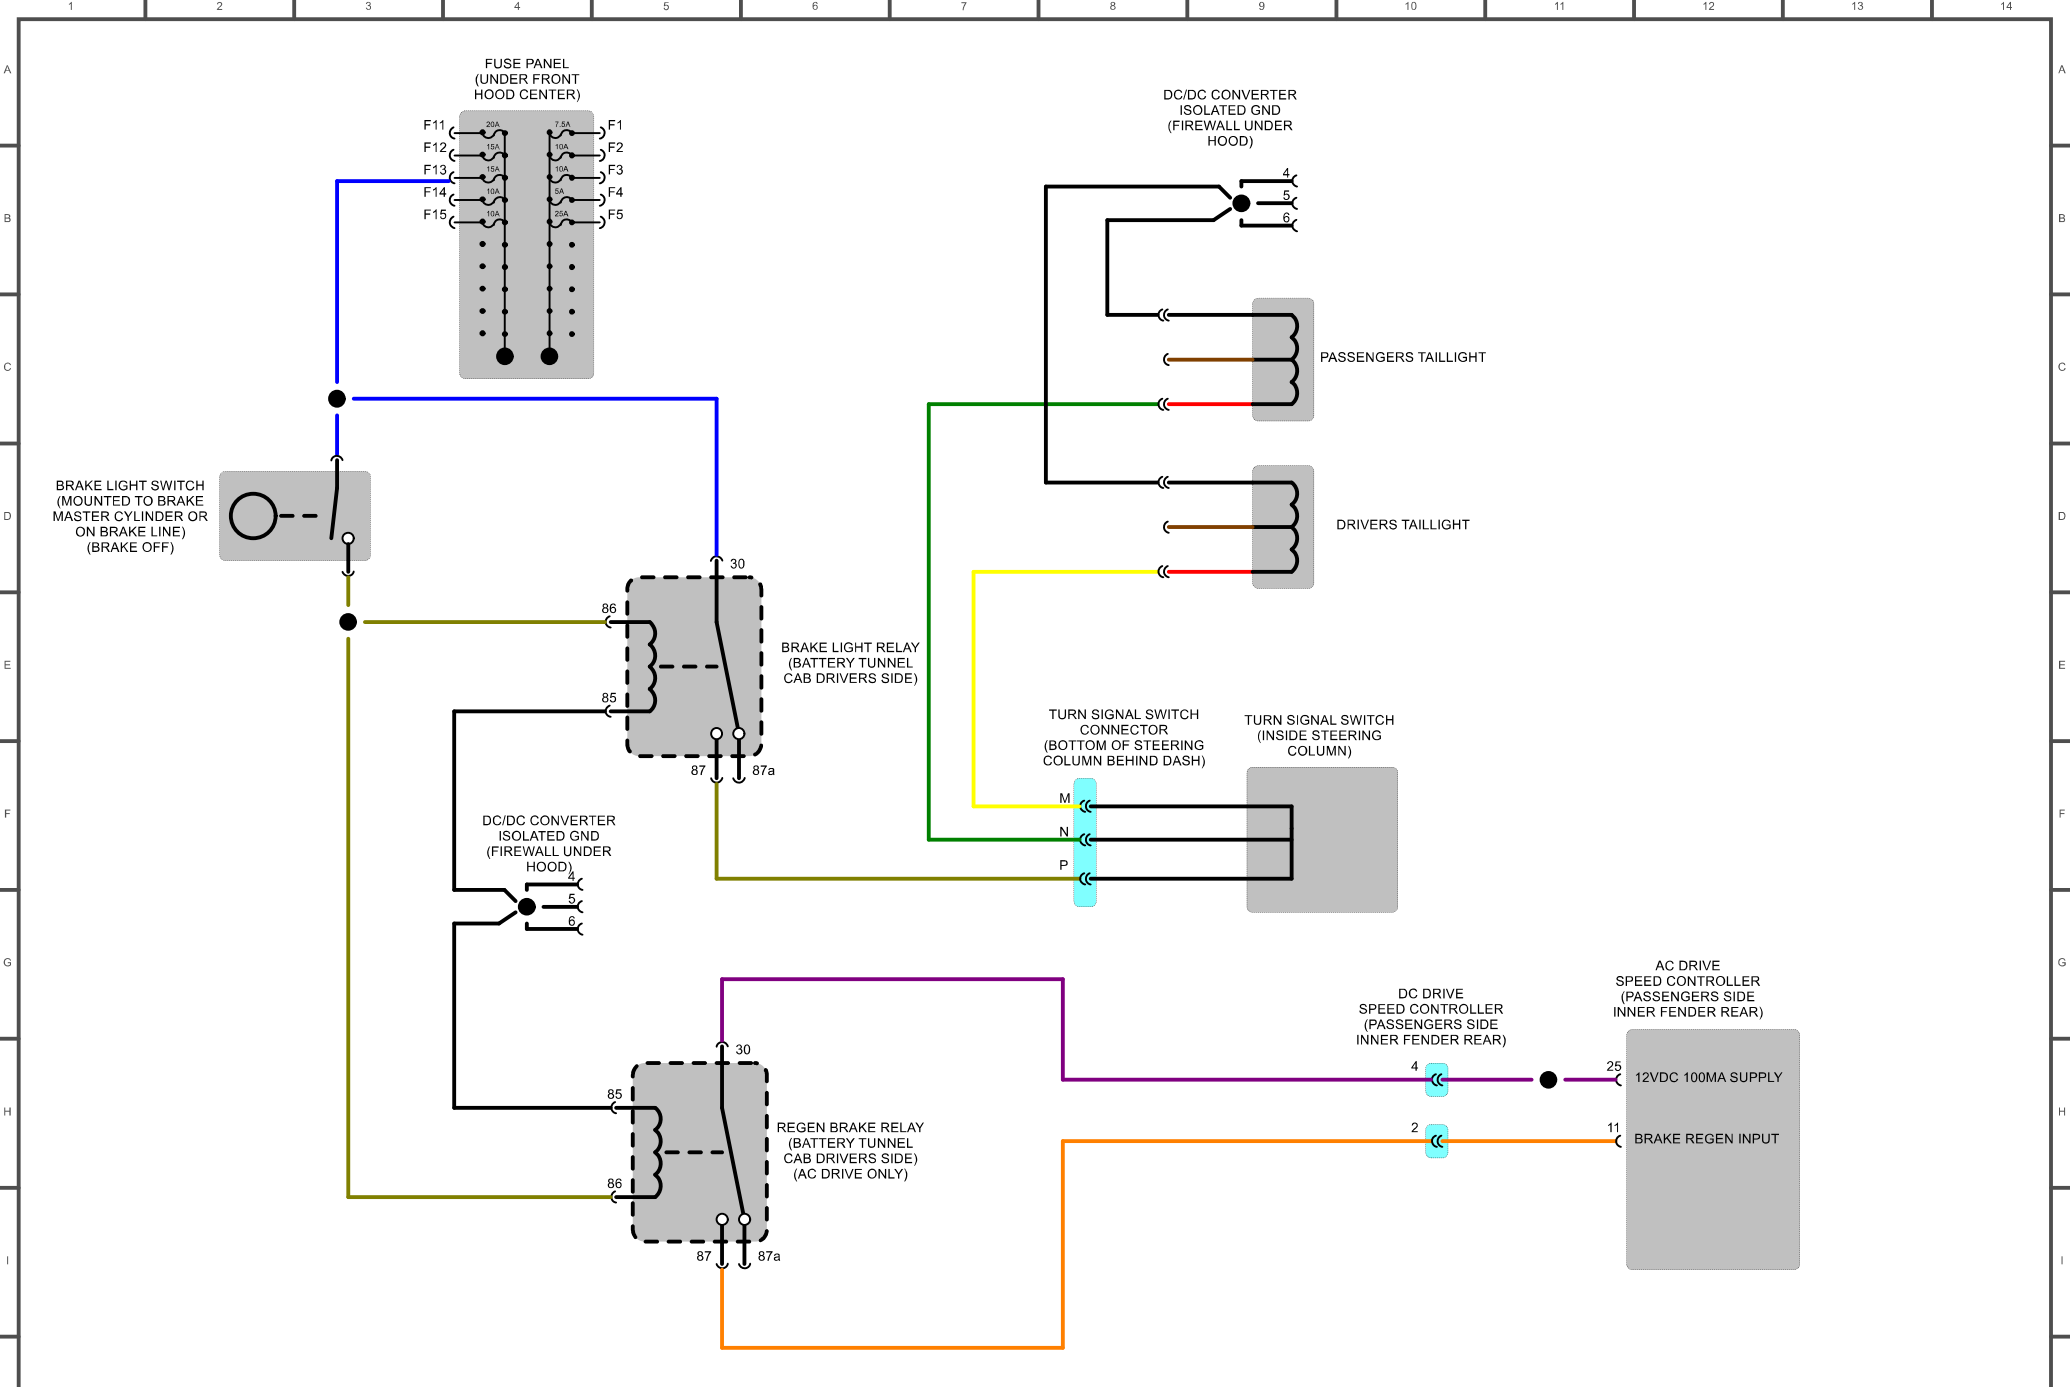 1 2 3 4 5 6 7 8 9 10 11 12 13 14
A
A
FUSE PANEL
(UNDER FRONT
HOOD CENTER)
F11 20A 7.5A F1
F12 15A 10A F2
F13 15A 10A F3
F14 10A 5A F4
F15 10A 25A F5
DC/DC CONVERTER
ISOLATED GND
(FIREWALL UNDER
HOOD)
4
5
6
B
B
C
C
PASSENGERS TAILLIGHT
DRIVERS TAILLIGHT
BRAKE LIGHT SWITCH
(MOUNTED TO BRAKE
MASTER CYLINDER OR
ON BRAKE LINE)
(BRAKE OFF)
D
D
30
86
85
87
87a
BRAKE LIGHT RELAY
(BATTERY TUNNEL
CAB DRIVERS SIDE)
E
E
TURN SIGNAL SWITCH
CONNECTOR
(BOTTOM OF STEERING
COLUMN BEHIND DASH)
M
N
P
TURN SIGNAL SWITCH
(INSIDE STEERING
COLUMN)
F
F
DC/DC CONVERTER
ISOLATED GND
(FIREWALL UNDER
HOOD)
4
5
6
G
G
DC DRIVE
SPEED CONTROLLER
(PASSENGERS SIDE
INNER FENDER REAR)
4
2
AC DRIVE
SPEED CONTROLLER
(PASSENGERS SIDE
INNER FENDER REAR)
25 12VDC 100MA SUPPLY
11 BRAKE REGEN INPUT
H
H
30
85
86
87
87a
REGEN BRAKE RELAY
(BATTERY TUNNEL
CAB DRIVERS SIDE)
(AC DRIVE ONLY)
I
I